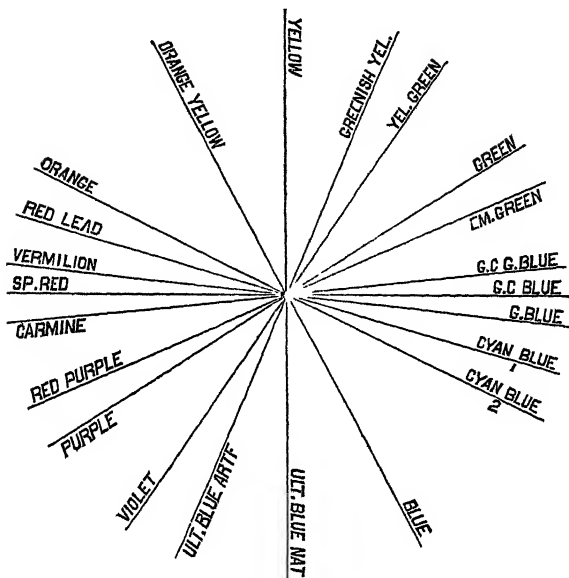 YELLOW
GREENISH YEL.
YEL. GREEN
GREEN
EM. GREEN
G.C G.BLUE
G.C BLUE
G.BLUE
CYAN BLUE
1
CYAN BLUE
2
BLUE
ULT. BLUE NAT
ULT. BLUE ARTF
VIOLET
PURPLE
RED PURPLE
CARMINE
SP. RED
VERMILION
RED LEAD
ORANGE
ORANGE YELLOW